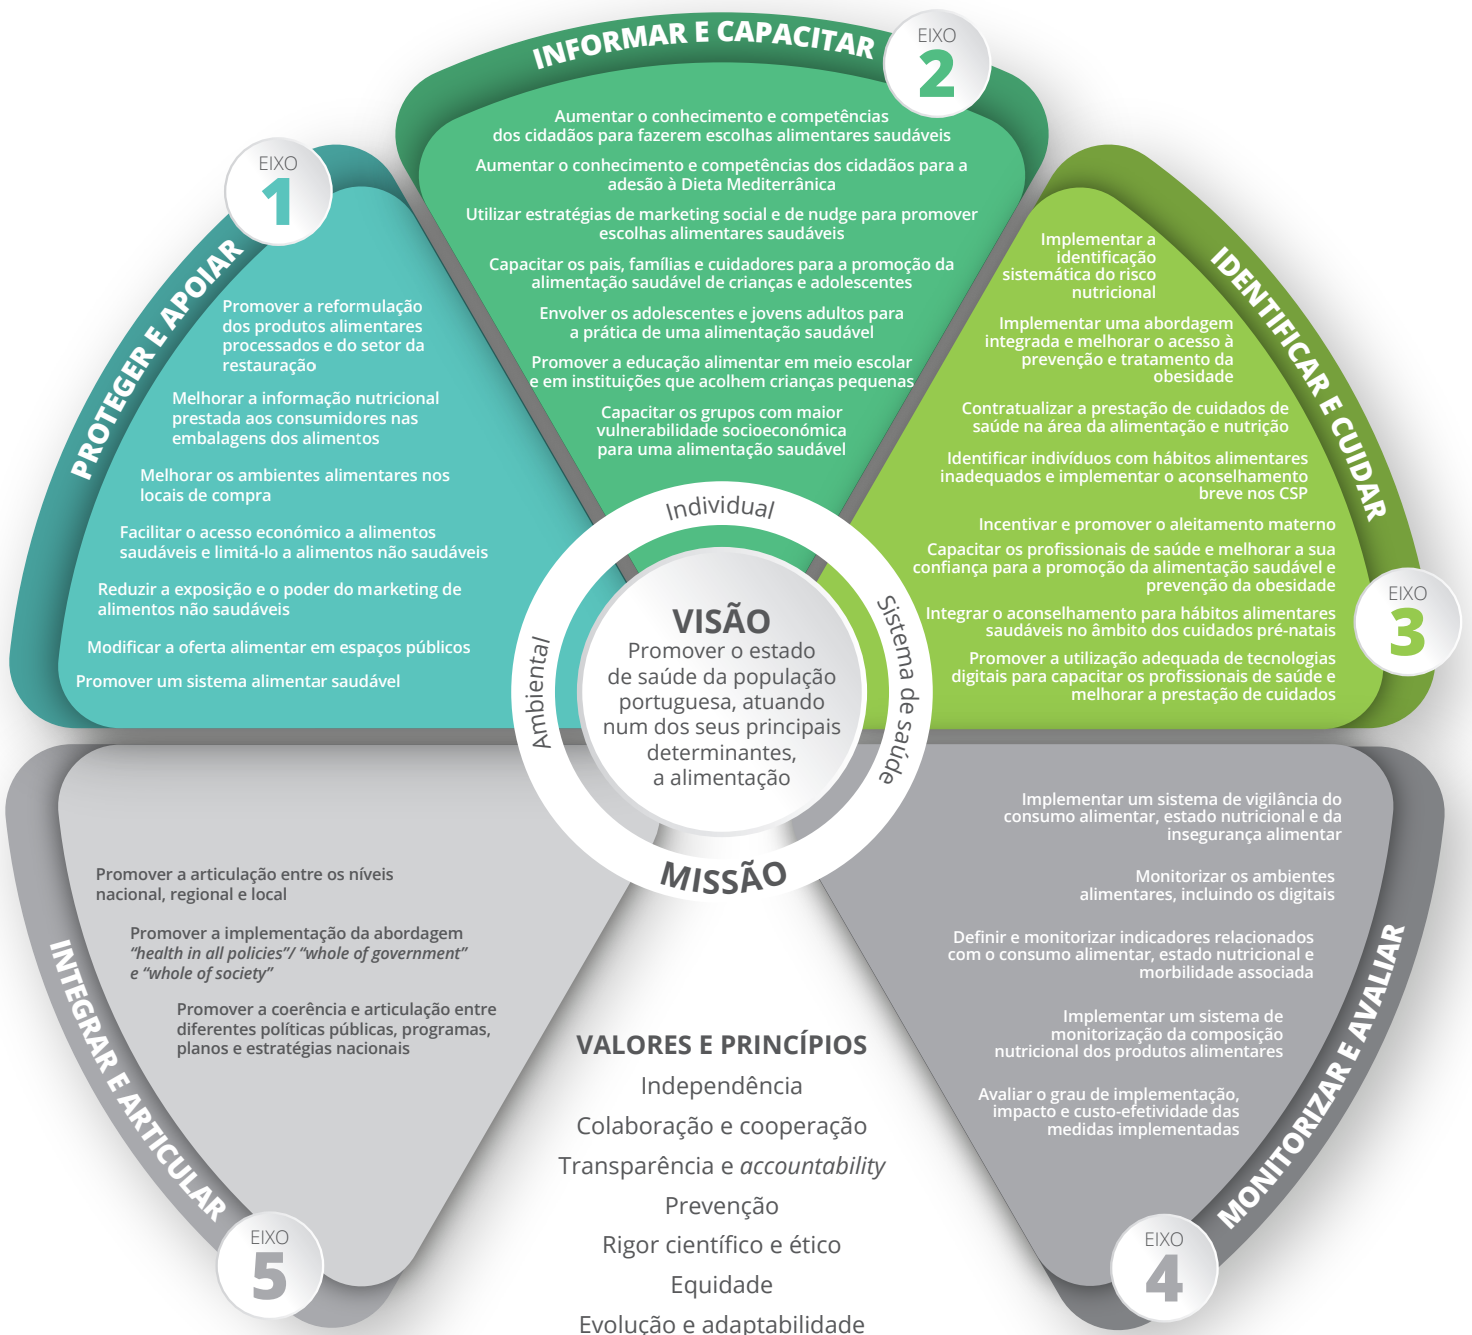 EIXO
1
PROTEGER E APOIAR
Promover a reformulação
dos produtos alimentares
processados e do setor da
restauração
Melhorar a informação nutricional
prestada aos consumidores nas
embalagens dos alimentos
Melhorar os ambientes alimentares nos
locais de compra
Facilitar o acesso económico a alimentos
saudáveis e limitá-lo a alimentos não saudáveis
Reduzir a exposição e o poder do marketing de
alimentos não saudáveis
Modificar a oferta alimentar em espaços públicos
Promover um sistema alimentar saudável
EIXO
2
INFORMAR E CAPACITAR
Aumentar o conhecimento e competências
dos cidadãos para fazerem escolhas alimentares saudáveis
Aumentar o conhecimento e competências dos cidadãos para a
adesão à Dieta Mediterrânica
Utilizar estratégias de marketing social e de nudge para promover
escolhas alimentares saudáveis
Capacitar os pais, famílias e cuidadores para a promoção da
alimentação saudável de crianças e adolescentes
Envolver os adolescentes e jovens adultos para
a prática de uma alimentação saudável
Promover a educação alimentar em meio escolar
e em instituições que acolhem crianças pequenas
Capacitar os grupos com maior
vulnerabilidade socioeconómica
para uma alimentação saudável
EIXO
3
IDENTIFICAR E CUIDAR
Implementar a
identificação
sistemática do risco
nutricional
Implementar uma abordagem
integrada e melhorar o acesso à
prevenção e tratamento da
obesidade
Contratualizar a prestação de cuidados de
saúde na área da alimentação e nutrição
Identificar indivíduos com hábitos alimentares
inadequados e implementar o aconselhamento
breve nos CSP
Incentivar e promover o aleitamento materno
Capacitar os profissionais de saúde e melhorar a sua
confiança para a promoção da alimentação saudável e
prevenção da obesidade
Integrar o aconselhamento para hábitos alimentares
saudáveis no âmbito dos cuidados pré-natais
Promover a utilização adequada de tecnologias
digitais para capacitar os profissionais de saúde e
melhorar a prestação de cuidados
Ambiental
Individual
Sistema de saúde
VISÃO
Promover o estado
de saúde da população
portuguesa, atuando
num dos seus principais
determinantes,
a alimentação
MISSÃO
EIXO
4
MONITORIZAR E AVALIAR
Implementar um sistema de vigilância do
consumo alimentar, estado nutricional e da
insegurança alimentar
Monitorizar os ambientes
alimentares, incluindo os digitais
Definir e monitorizar indicadores relacionados
com o consumo alimentar, estado nutricional e
morbilidade associada
Implementar um sistema de
monitorização da composição
nutricional dos produtos alimentares
Avaliar o grau de implementação,
impacto e custo-efetividade das
medidas implementadas
EIXO
5
INTEGRAR E ARTICULAR
Promover a articulação entre os níveis
nacional, regional e local
Promover a implementação da abordagem
“health in all policies”/ “whole of government”
e “whole of society”
Promover a coerência e articulação entre
diferentes políticas públicas, programas,
planos e estratégias nacionais
VALORES E PRINCÍPIOS
Independência
Colaboração e cooperação
Transparência e accountability
Prevenção
Rigor científico e ético
Equidade
Evolução e adaptabilidade